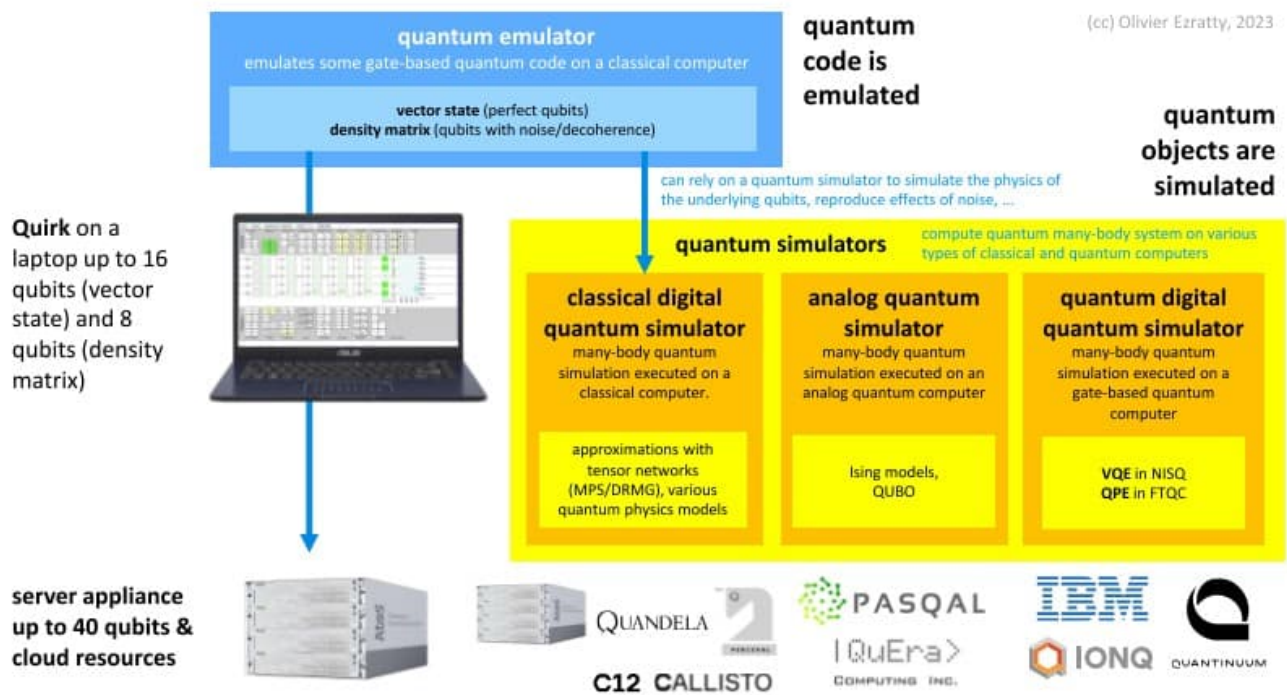 (cc) Olivier Ezratty, 2023
quantum emulator
emulates some gate-based quantum code on a classical computer
vector state (perfect qubits)
density matrix (qubits with noise/decoherence)
quantum
code is
emulated
quantum
objects are
simulated
can rely on a quantum simulator to simulate the physics of
the underlying qubits, reproduce effects of noise, ...
Quirk on a
laptop up to 16
qubits (vector
state) and 8
qubits (density
matrix)
ASUS
quantum simulators
compute quantum many-body system on various
types of classical and quantum computers
classical digital
quantum simulator
many-body quantum
simulation executed on a
classical computer.
approximations with
tensor networks
(MPS/DRMG), various
quantum physics models
analog quantum
simulator
many-body quantum
simulation executed on an
analog quantum computer
Ising models,
QUBO
quantum digital
quantum simulator
many-body quantum
simulation executed on a
gate-based quantum
computer
VQE in NISQ
QPE in FTQC
server appliance
up to 40 qubits &
cloud resources
Atos
Atos
QUANDELA
PERCEVAL
C12 CALLISTO
PASQAL
|QuEra>
COMPUTING INC.
IBM
IONQ
QUANTINUUM